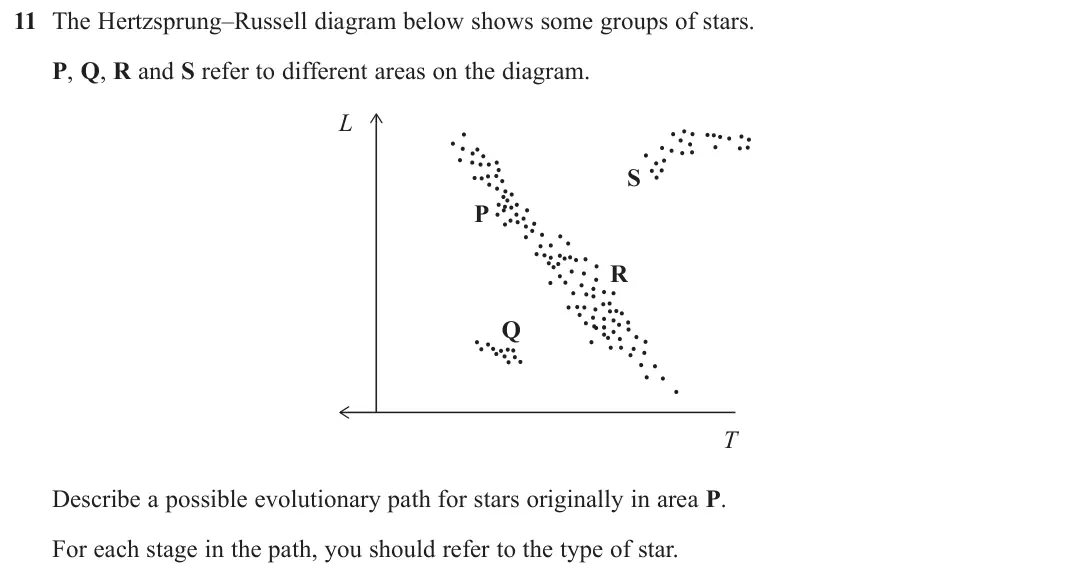 11 The Hertzsprung–Russell diagram below shows some groups of stars.
P, Q, R and S refer to different areas on the diagram.
L
S
P
R
Q
T
Describe a possible evolutionary path for stars originally in area P.
For each stage in the path, you should refer to the type of star.